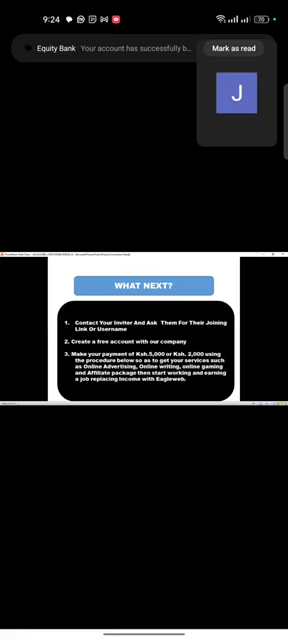 9:24
70
Equity Bank Your account has successfully b...
Mark as read
J
WHAT NEXT?
1. Contact Your Inviter And Ask Them For Their Joining
Link or Username
2. Create a free account with our company
3. Make your payment of Ksh.5,000 or Ksh. 2,000 using
the procedure below so as to get your services such
as Online Advertising, Online writing, online gaming
and Affiliate package then start working and earning
a job replacing Income with Eagleweb.